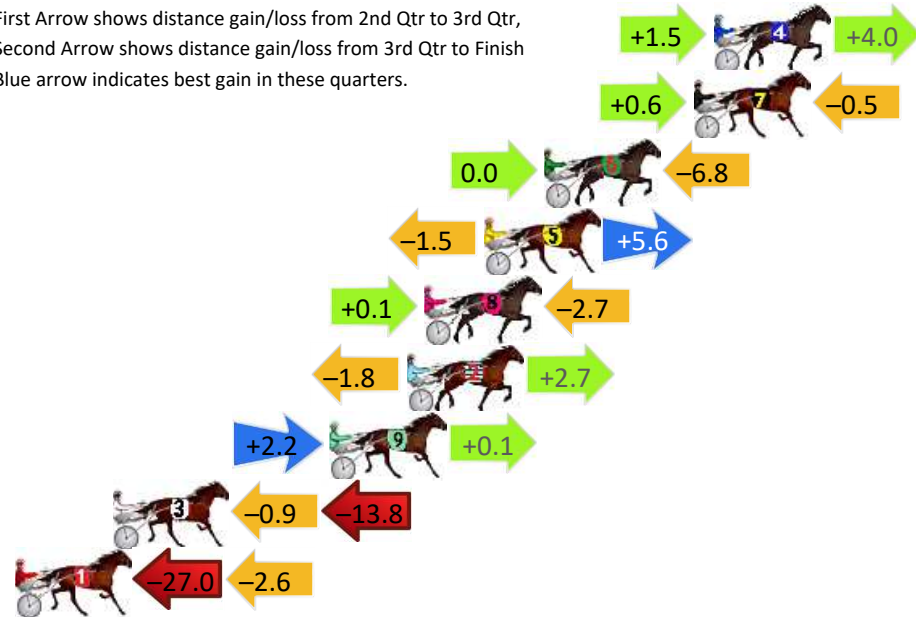 First Arrow shows distance gain/loss from 2nd Qtr to 3rd Qtr,
Second Arrow shows distance gain/loss from 3rd Qtr to Finish
Blue arrow indicates best gain in these quarters.
+1.5 4 +4.0
+0.6 7 –0.5
0.0 6 –6.8
–1.5 5 +5.6
+0.1 8 –2.7
–1.8 2 +2.7
+2.2 9 +0.1
3 –0.9 –13.8
1 –27.0 –2.6